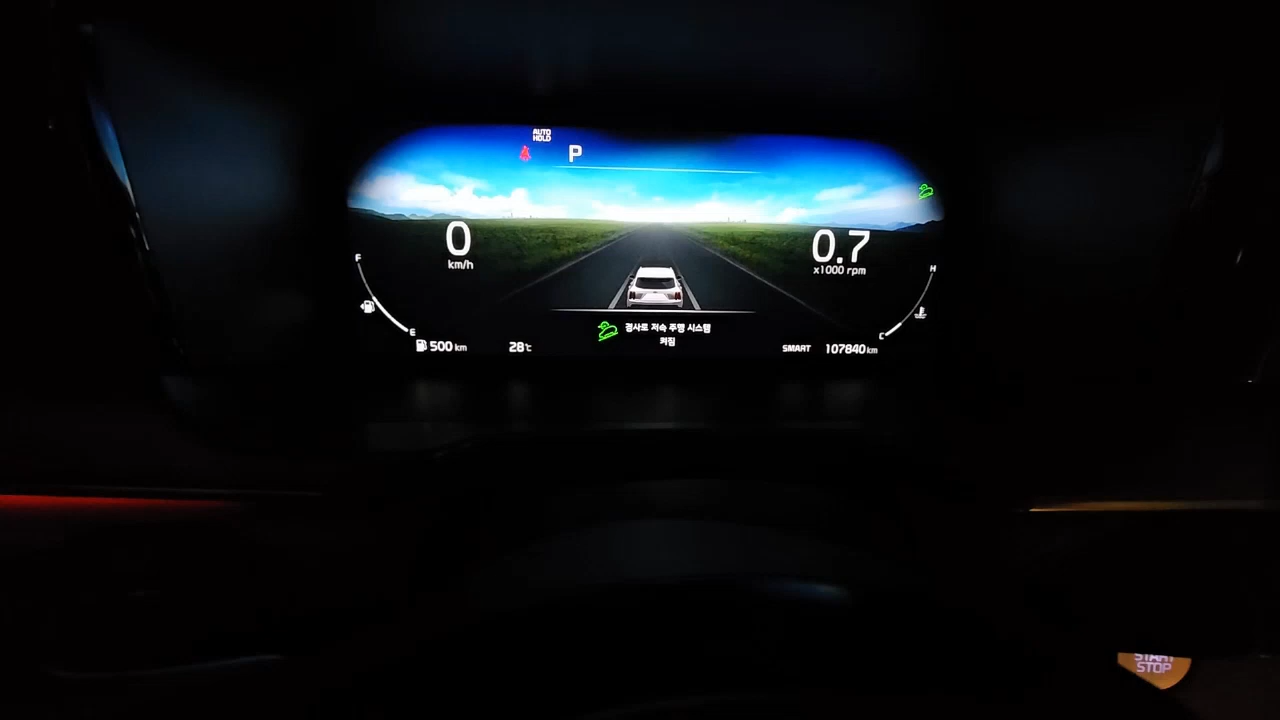 AUTO
HOLD
P
0
km/h
0.7
x1000 rpm
F
E
H
C
경사로 저속 주행 시스템
켜짐
500 km
28℃
SMART
107840 km
START
STOP